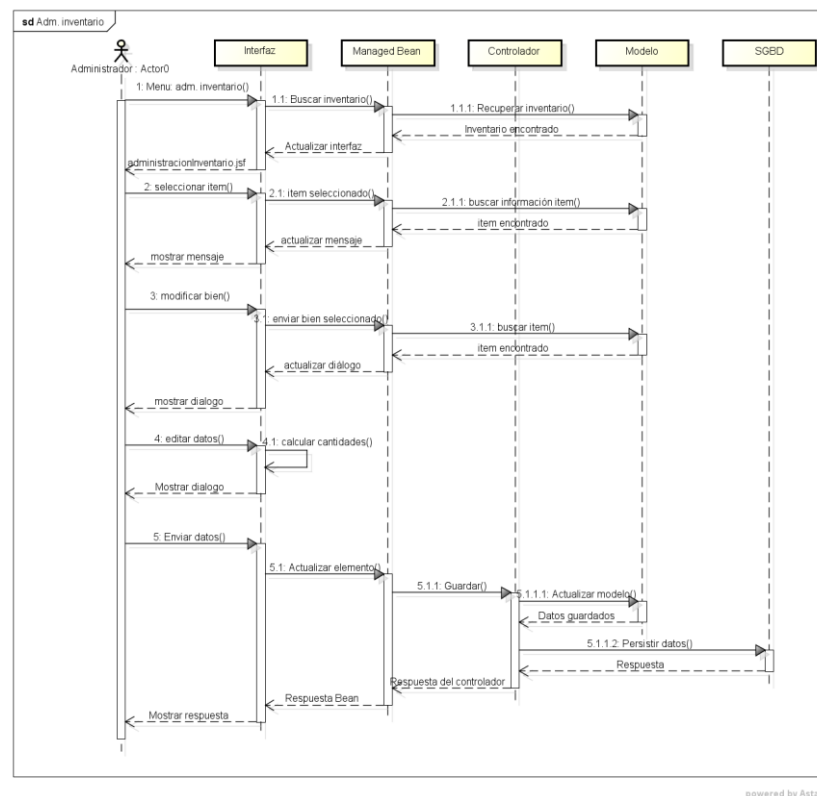 sd Adm. inventario
Administrador : Actor0
Interfaz
Managed Bean
Controlador
Modelo
SGBD
1: Menu: adm. inventario()
1.1: Buscar inventario()
1.1.1: Recuperar inventario()
Inventario encontrado
Actualizar interfaz
administracionInventario.jsf
2: seleccionar item()
2.1: item seleccionado()
2.1.1: buscar información item()
item encontrado
actualizar mensaje
mostrar mensaje
3: modificar bien()
3.1: enviar bien seleccionado()
3.1.1: buscar item()
item encontrado
actualizar diálogo
mostrar dialogo
4: editar datos()
4.1: calcular cantidades()
Mostrar dialogo
5: Enviar datos()
5.1: Actualizar elemento()
5.1.1: Guardar()
5.1.1.1: Actualizar modelo()
Datos guardados
5.1.1.2: Persistir datos()
Respuesta
Respuesta del controlador
Respuesta Bean
Mostrar respuesta
powered by